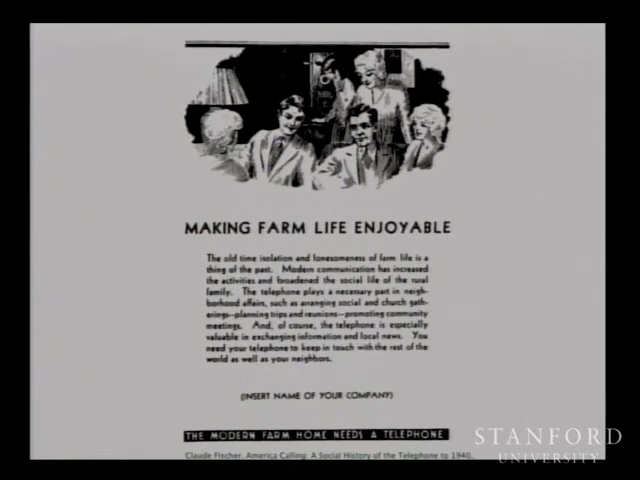 MAKING FARM LIFE ENJOYABLE
The old time isolation and lonesomeness of farm life is a
thing of the past. Modern communication has increased
the activities and broadened the social life of the rural
family. The telephone plays a necessary part in neigh-
borhood affairs, such as arranging social and church gath-
erings—planning trips and reunions—promoting community
meetings. And, of course, the telephone is especially
valuable in exchanging information and local news. You
need your telephone to keep in touch with the rest of the
world as well as your neighbors.
(INSERT NAME OF YOUR COMPANY)
THE MODERN FARM HOME NEEDS A TELEPHONE
Claude Fischer, America Calling: A Social History of the Telephone to 1940,
STANFORD
UNIVERSITY